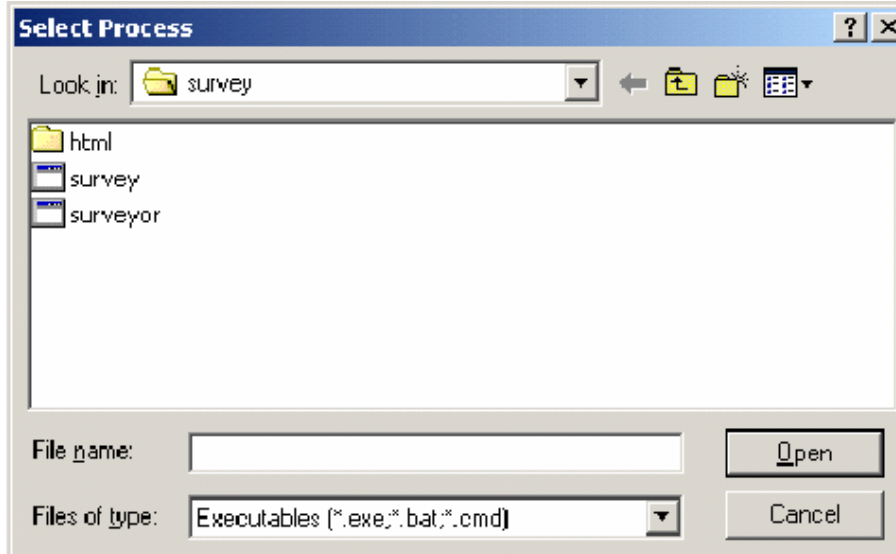 Select Process
Look in: survey
html
survey
surveyor
File name:
Open
Files of type: Executables (*.exe;*.bat;*.cmd)
Cancel